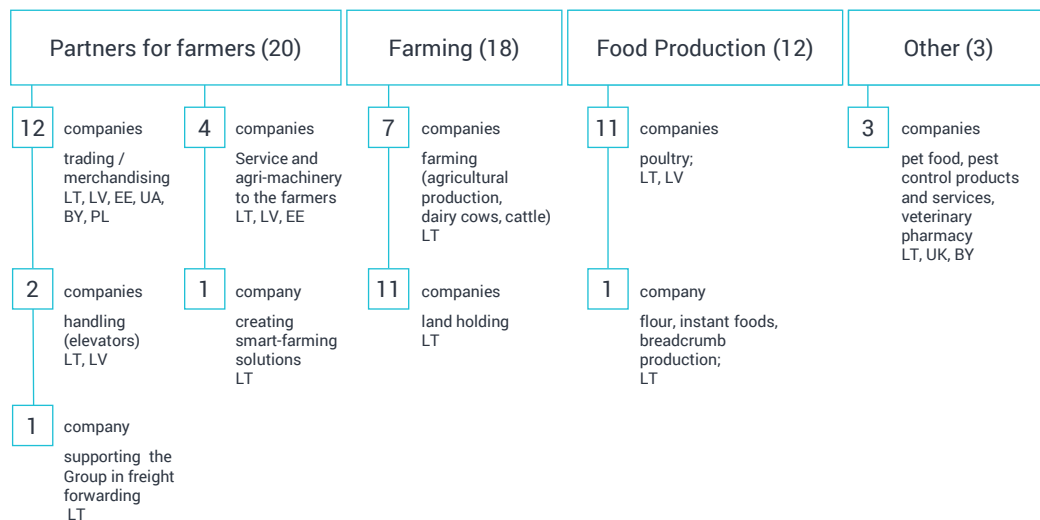 Partners for farmers (20)
12
companies
trading /
merchandising
LT, LV, EE, UA,
BY, PL
2
companies
handling
(elevators)
LT, LV
1
company
supporting the
Group in freight
forwarding
LT
4
companies
Service and
agri-machinery
to the farmers
LT, LV, EE
1
company
creating
smart-farming
solutions
LT
Farming (18)
7
companies
farming
(agricultural
production,
dairy cows, cattle)
LT
11
companies
land holding
LT
Food Production (12)
11
companies
poultry;
LT, LV
1
company
flour, instant foods,
breadcrumb
production;
LT
Other (3)
3
companies
pet food, pest
control products
and services,
veterinary
pharmacy
LT, UK, BY